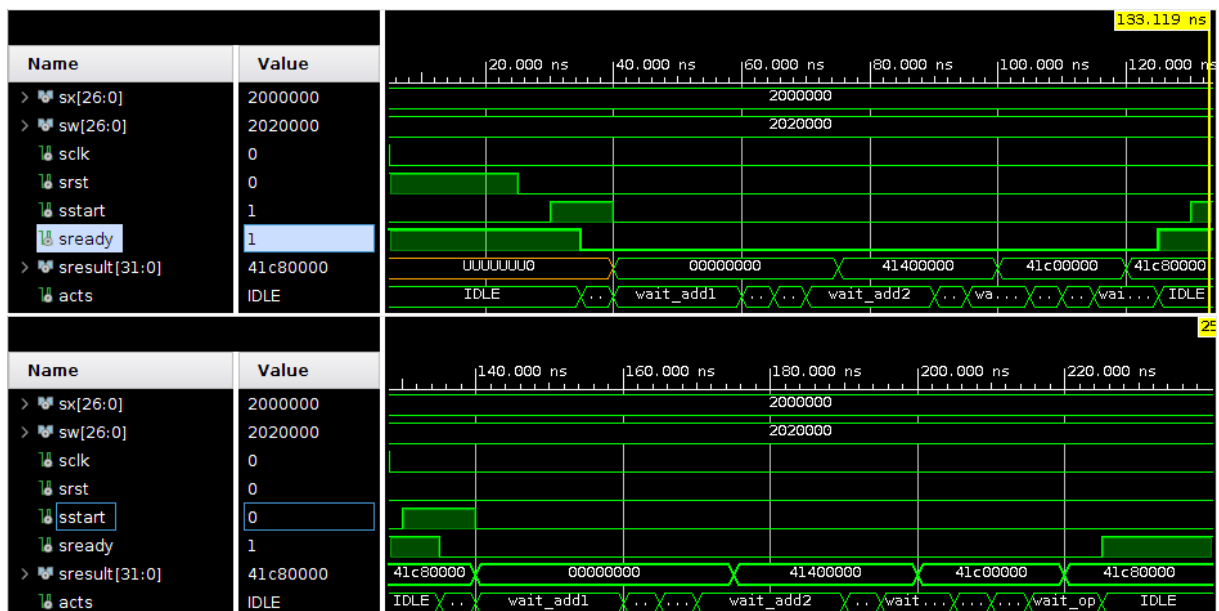 133.119 ns
Name Value 20.000 ns 40.000 ns 60.000 ns 80.000 ns 100.000 ns 120.000 ns
sx[26:0] 2000000 2000000
sw[26:0] 2020000 2020000
sclk 0
srst 0
sstart 1
sready 1
sresult[31:0] 41c80000 UUUUUUU0 00000000 41400000 41c00000 41c80000
acts IDLE IDLE .. wait_add1 .. .. wait_add2 .. wa... .. .. wai... IDLE
25
Name Value 140.000 ns 160.000 ns 180.000 ns 200.000 ns 220.000 ns
sx[26:0] 2000000 2000000
sw[26:0] 2020000 2020000
sclk 0
srst 0
sstart 0
sready 1
sresult[31:0] 41c80000 41c80000 00000000 41400000 41c00000 41c80000
acts IDLE IDLE .. wait_add1 .. ... wait_add2 .. wait... ... ... wait_op IDLE